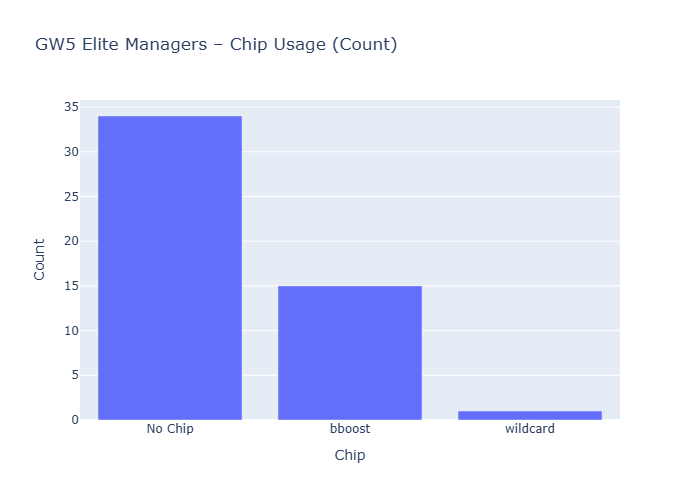 GW5 Elite Managers – Chip Usage (Count)
35
30
25
20
15
10
5
0
Count
No Chip
bboost
wildcard
Chip